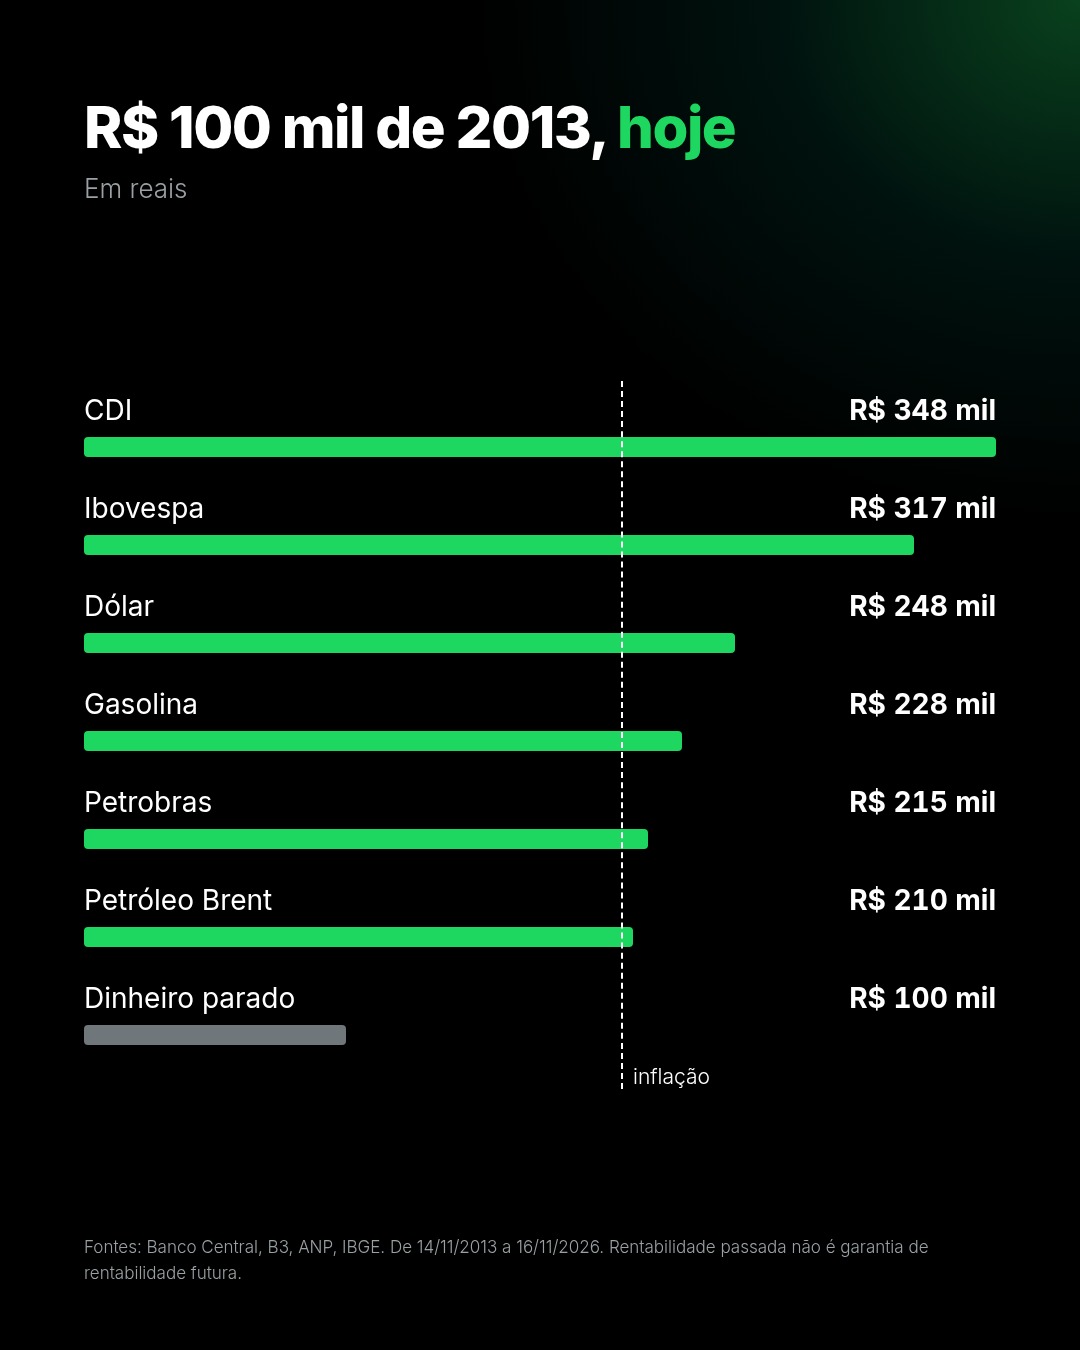 R$ 100 mil de 2013, hoje
Em reais
CDI R$ 348 mil
Ibovespa R$ 317 mil
Dólar R$ 248 mil
Gasolina R$ 228 mil
Petrobras R$ 215 mil
Petróleo Brent R$ 210 mil
Dinheiro parado R$ 100 mil
inflação
Fontes: Banco Central, B3, ANP, IBGE. De 14/11/2013 a 16/11/2026. Rentabilidade passada não é garantia de
rentabilidade futura.